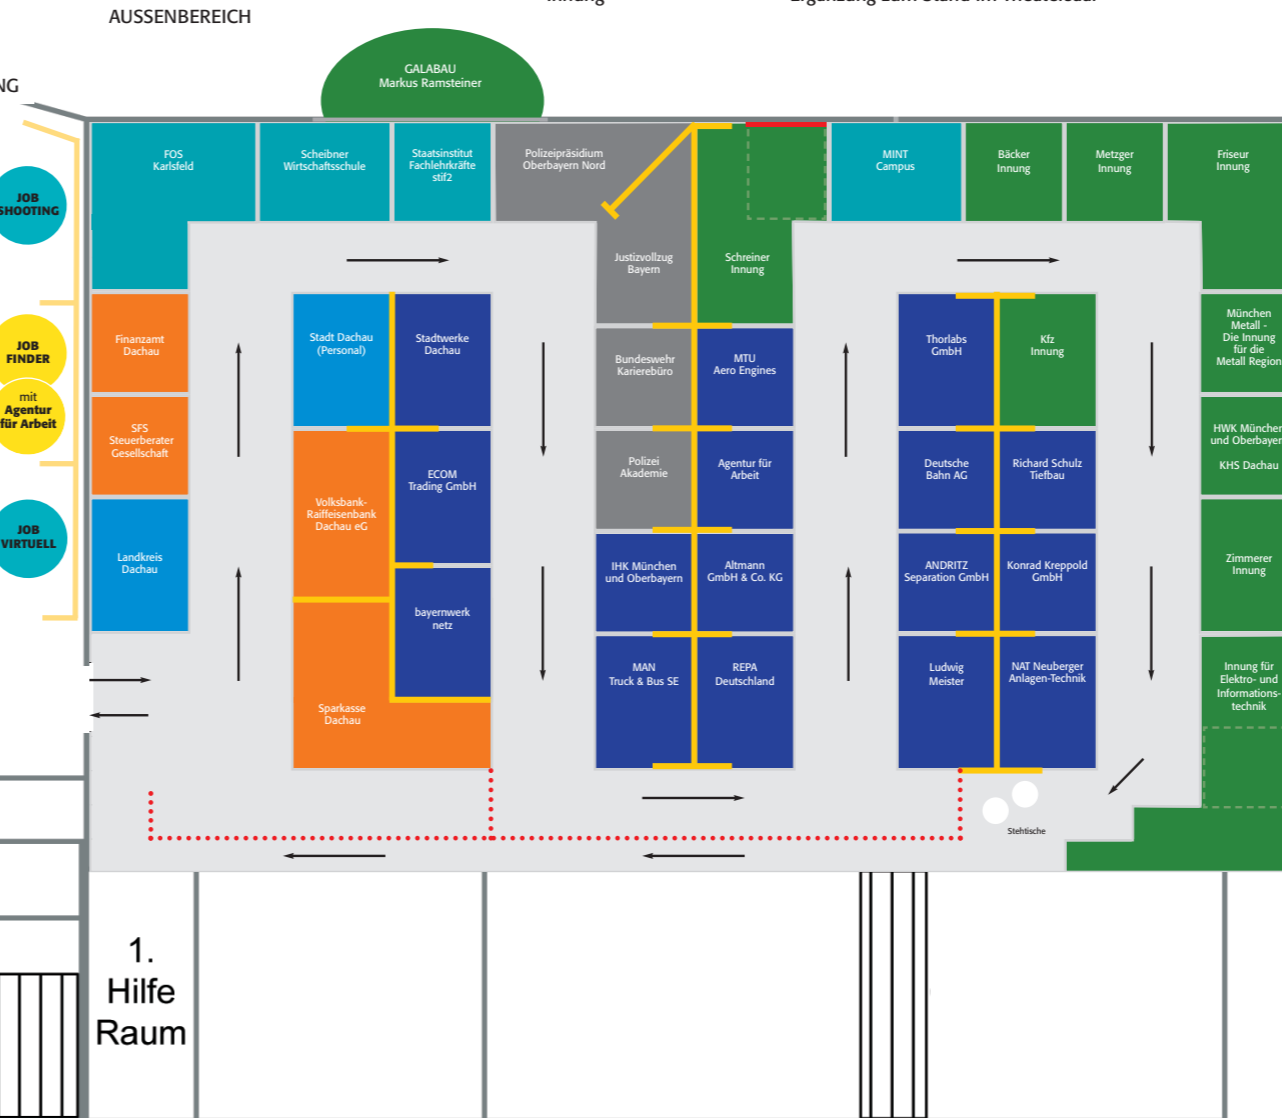 AUSSENBEREICH
GALABAU
Markus Ramsteiner
FOS
Karlsfeld
Scheibner
Wirtschaftsschule
Staatsinstitut
Fachlehrkräfte
stif2
Polizeipräsidium
Oberbayern Nord
MINT
Campus
Bäcker
Innung
Metzger
Innung
Friseur
Innung
JOB
SHOOTING
Justizvollzug
Bayern
Schreiner
Innung
JOB
FINDER
mit
Agentur
für Arbeit
Finanzamt
Dachau
Stadt Dachau
(Personal)
Stadtwerke
Dachau
Bundeswehr
Karierebüro
MTU
Aero Engines
Thorlabs
GmbH
Kfz
Innung
München
Metall -
Die Innung
für die
Metall Region
SFS
Steuerberater
Gesellschaft
Volksbank-
Raiffeisenbank
Dachau eG
ECOM
Trading GmbH
Polizei
Akademie
Agentur für
Arbeit
Deutsche
Bahn AG
Richard Schulz
Tiefbau
HWK München
und Oberbayern
KHS Dachau
JOB
VIRTUELL
Landkreis
Dachau
bayernwerk
netz
IHK München
und Oberbayern
Altmann
GmbH & Co. KG
ANDRITZ
Separation GmbH
Konrad Kreppold
GmbH
Zimmerer
Innung
Sparkasse
Dachau
MAN
Truck & Bus SE
REPA
Deutschland
Ludwig
Meister
NAT Neuberger
Anlagen-Technik
Innung für
Elektro- und
Informations-
technik
Stehtische
1.
Hilfe
Raum